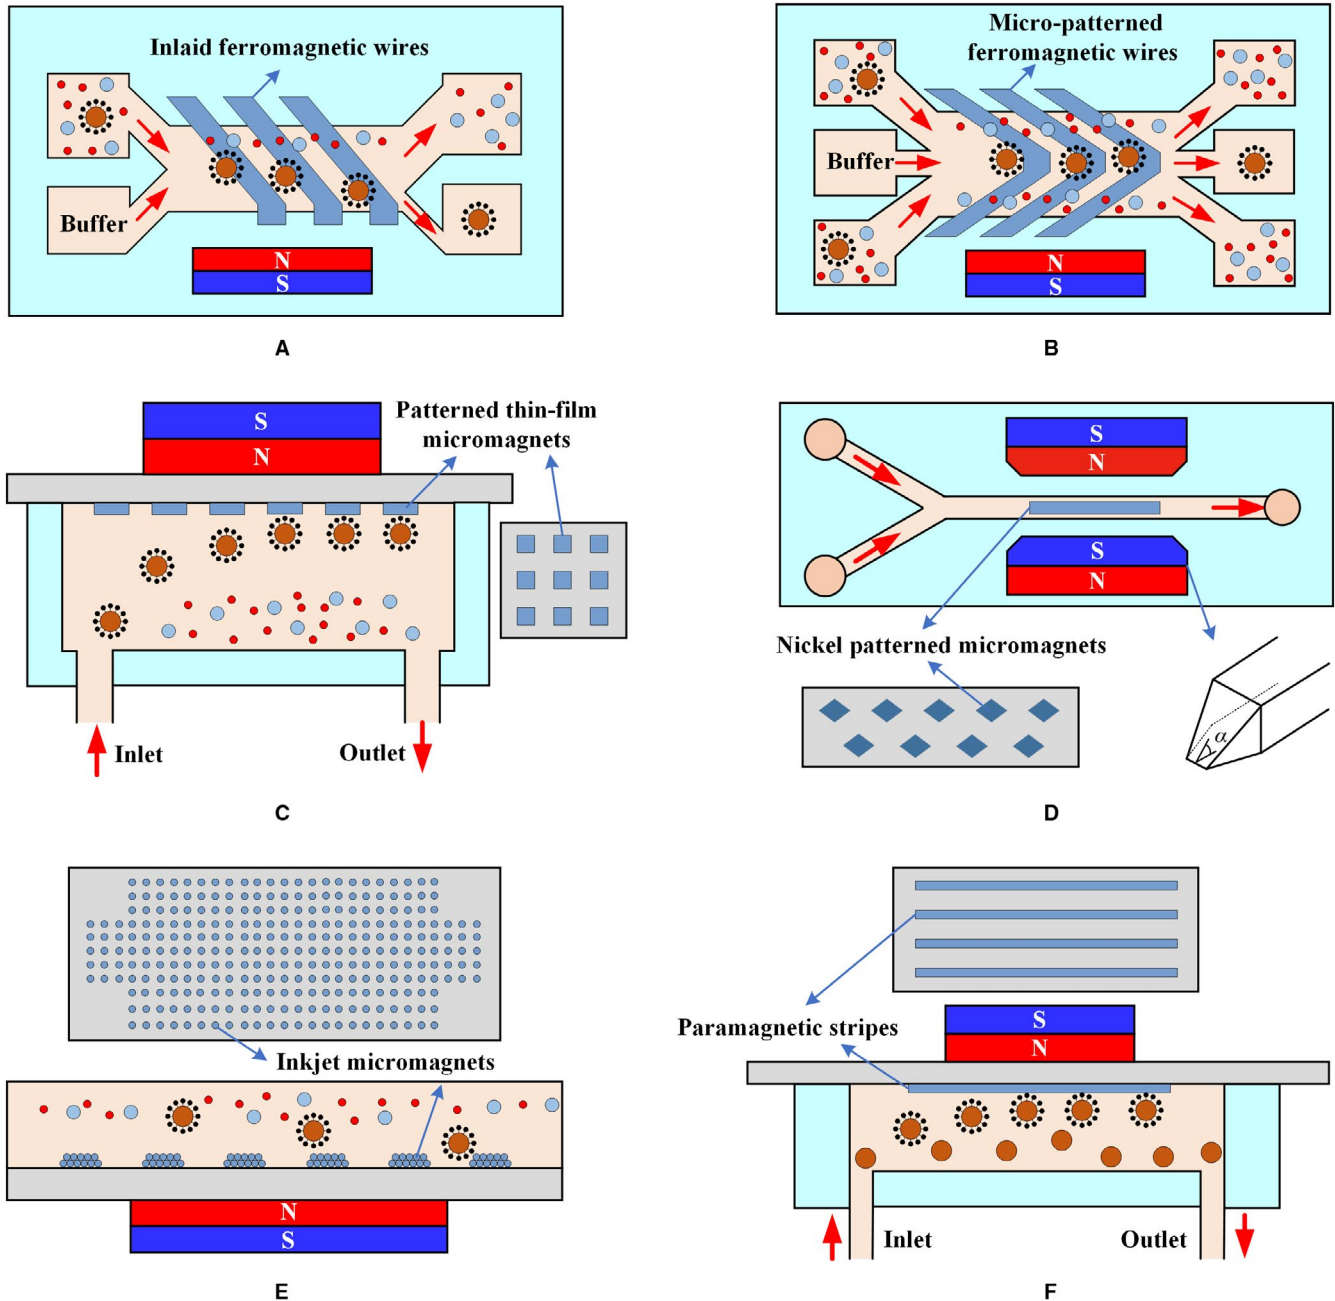 Inlaid ferromagnetic wires
Buffer
N
S
A
Micro-patterned
ferromagnetic wires
Buffer
N
S
B
S
N
Patterned thin-film
micromagnets
Inlet
Outlet
C
S
N
S
N
Nickel patterned micromagnets
α
D
Inkjet micromagnets
N
S
E
Paramagnetic stripes
S
N
Inlet
Outlet
F